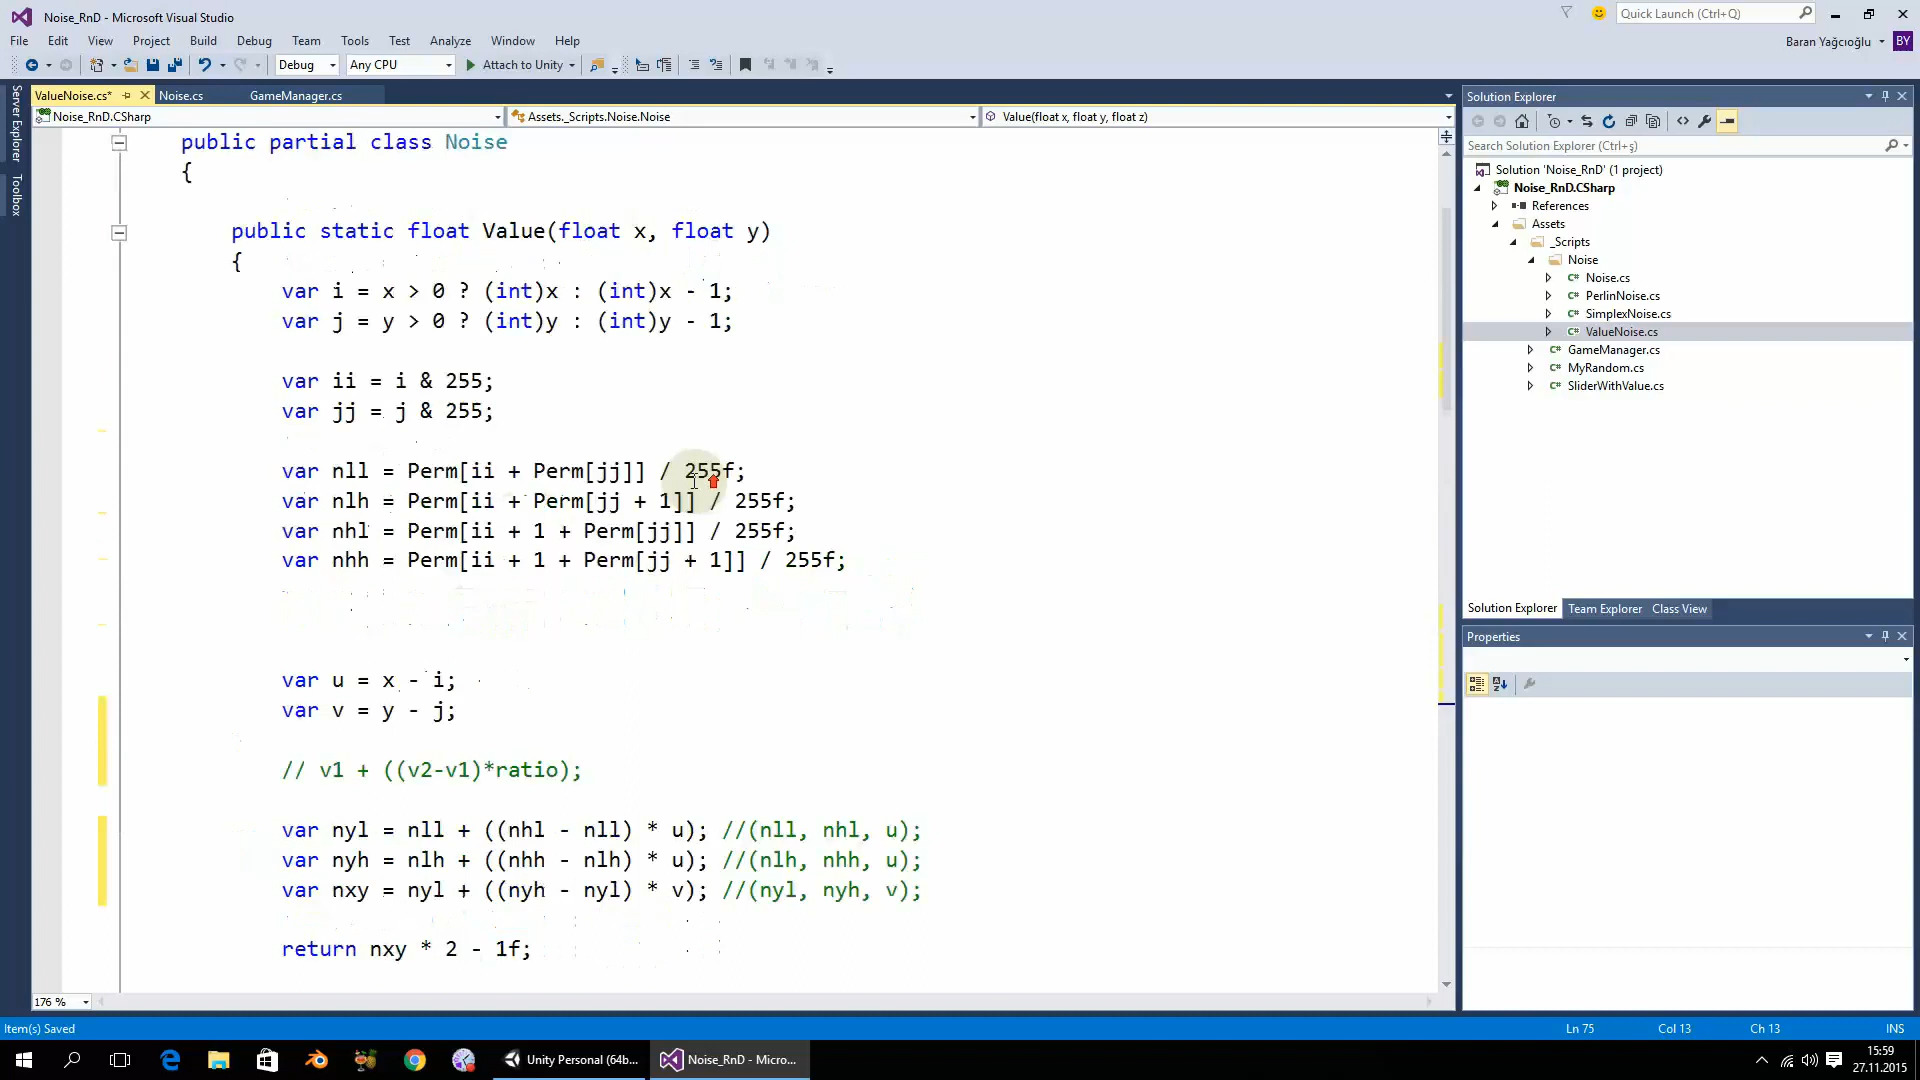 Noise_RnD - Microsoft Visual Studio
Quick Launch (Ctrl+Q)
File Edit View Project Build Debug Team Tools Test Analyze Window Help
Baran Yağcıoğlu BY
Debug Any CPU Attach to Unity
Server Explorer
Toolbox
ValueNoise.cs* Noise.cs GameManager.cs
Noise_RnD.CSharp Assets._Scripts.Noise.Noise Value(float x, float y, float z)
public partial class Noise
{
public static float Value(float x, float y)
{
var i = x > 0 ? (int)x : (int)x - 1;
var j = y > 0 ? (int)y : (int)y - 1;
var ii = i & 255;
var jj = j & 255;
var nll = Perm[ii + Perm[jj]] / 255f;
var nlh = Perm[ii + Perm[jj + 1]] / 255f;
var nhl = Perm[ii + 1 + Perm[jj]] / 255f;
var nhh = Perm[ii + 1 + Perm[jj + 1]] / 255f;
var u = x - i;
var v = y - j;
// v1 + ((v2-v1)*ratio);
var nyl = nll + ((nhl - nll) * u); //(nll, nhl, u);
var nyh = nlh + ((nhh - nlh) * u); //(nlh, nhh, u);
var nxy = nyl + ((nyh - nyl) * v); //(nyl, nyh, v);
return nxy * 2 - 1f;
176 %
Solution Explorer
Search Solution Explorer (Ctrl+ş)
Solution 'Noise_RnD' (1 project)
Noise_RnD.CSharp
References
Assets
_Scripts
Noise
Noise.cs
PerlinNoise.cs
SimplexNoise.cs
ValueNoise.cs
GameManager.cs
MyRandom.cs
SliderWithValue.cs
Solution Explorer Team Explorer Class View
Properties
Item(s) Saved Ln 75 Col 13 Ch 13 INS
Unity Personal (64b... Noise_RnD - Micro...
15:59
27.11.2015